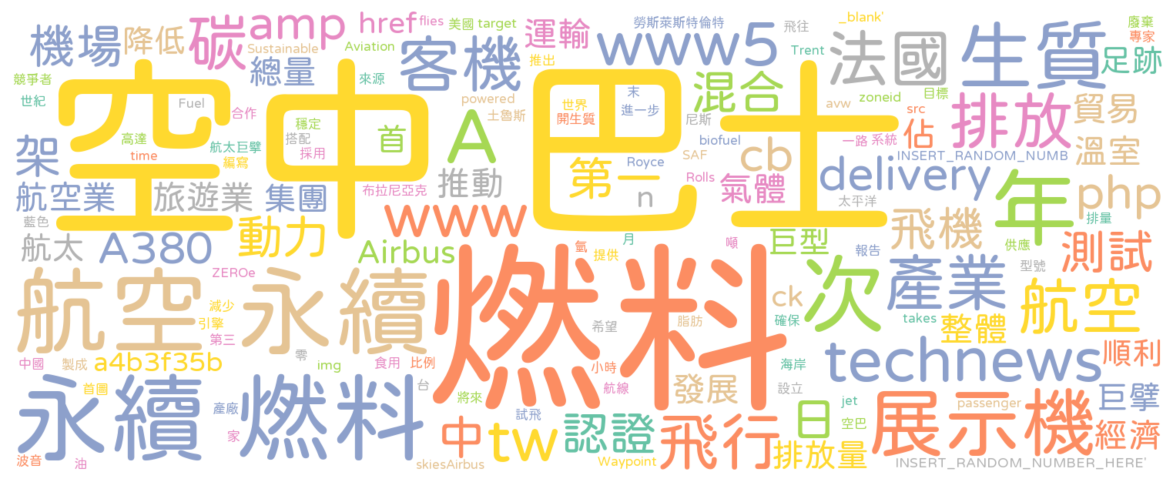 機場 降低 碳 amp href flies 美國 target 勞斯萊斯特倫特 飛往 _blank' 廢棄 專家
Sustainable Aviation 客機 運輸 www5 Trent 法國 生質 足跡
競爭者 總量 來源 推出 混合 目標
世紀 空中巴士 Fuel 合作 powered 士魯斯 世界 末 進一步 尼斯 avw zoneid src 排放 貿易
架 高達 穩定 首 A 開生質 biofuel 一路 系統 佔 溫室
time 航太巨擘 搭配 採用 編寫 第一 Royce SAF cb INSERT_RANDOM_NUMB
航空業 旅遊業 集團 布拉尼亞克 推動 n Rolls 氣體 delivery php
藍色 www 太平洋 年 排量
航太 A380 動力 Airbus 氫 月 噸 巨型 飛機 供應 測試
ZEROe 提供 報告 型號
航空 永續 減少 燃料 希望 ck 次 產業 航空
引擎 第三 脂肪 確保 takes 整體
中國 製成 a4b3f35b 零 img 食用 比例 小時 海岸 technews 順利
首圖 台 航線 發展 設立
永續 燃料 產廠 將來 試飛 jet passenger 巨擘
家 中 tw 認證 飛行 日 空巴 展示機 經濟
波音 油 skiesAirbus Waypoint 排放量 INSERT_RANDOM_NUMBER_HERE'